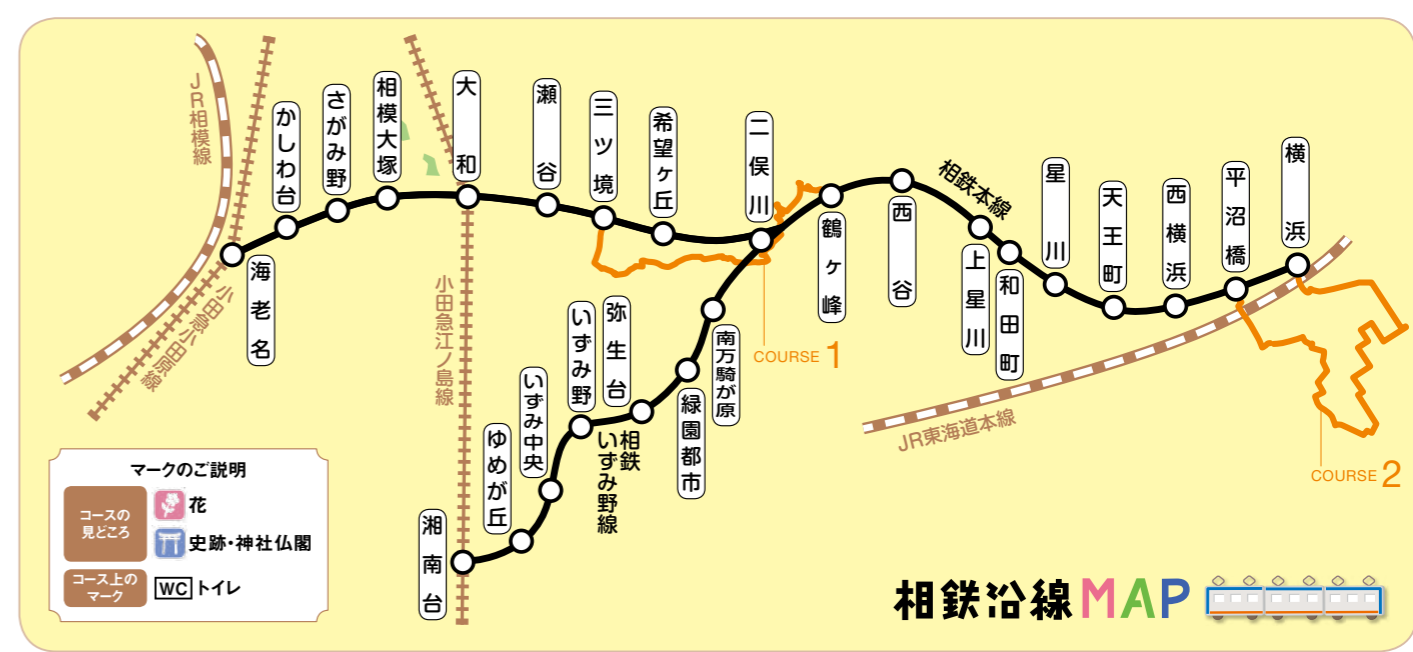 JR相模線
小田急小田原線
海老名
かしわ台
さがみ野
相模大塚
大和
瀬谷
三ツ境
希望ヶ丘
二俣川
鶴ヶ峰
西谷
相鉄本線
上星川
和田町
星川
天王町
西横浜
平沼橋
横浜
小田急江ノ島線
湘南台
ゆめが丘
いずみ中央
いずみ野
弥生台
相鉄
いずみ野線
緑園都市
南万騎が原
COURSE 1
JR東海道本線
COURSE 2
マークのご説明
コースの
見どころ
花
史跡・神社仏閣
コース上の
マーク
WC トイレ
相鉄沿線MAP